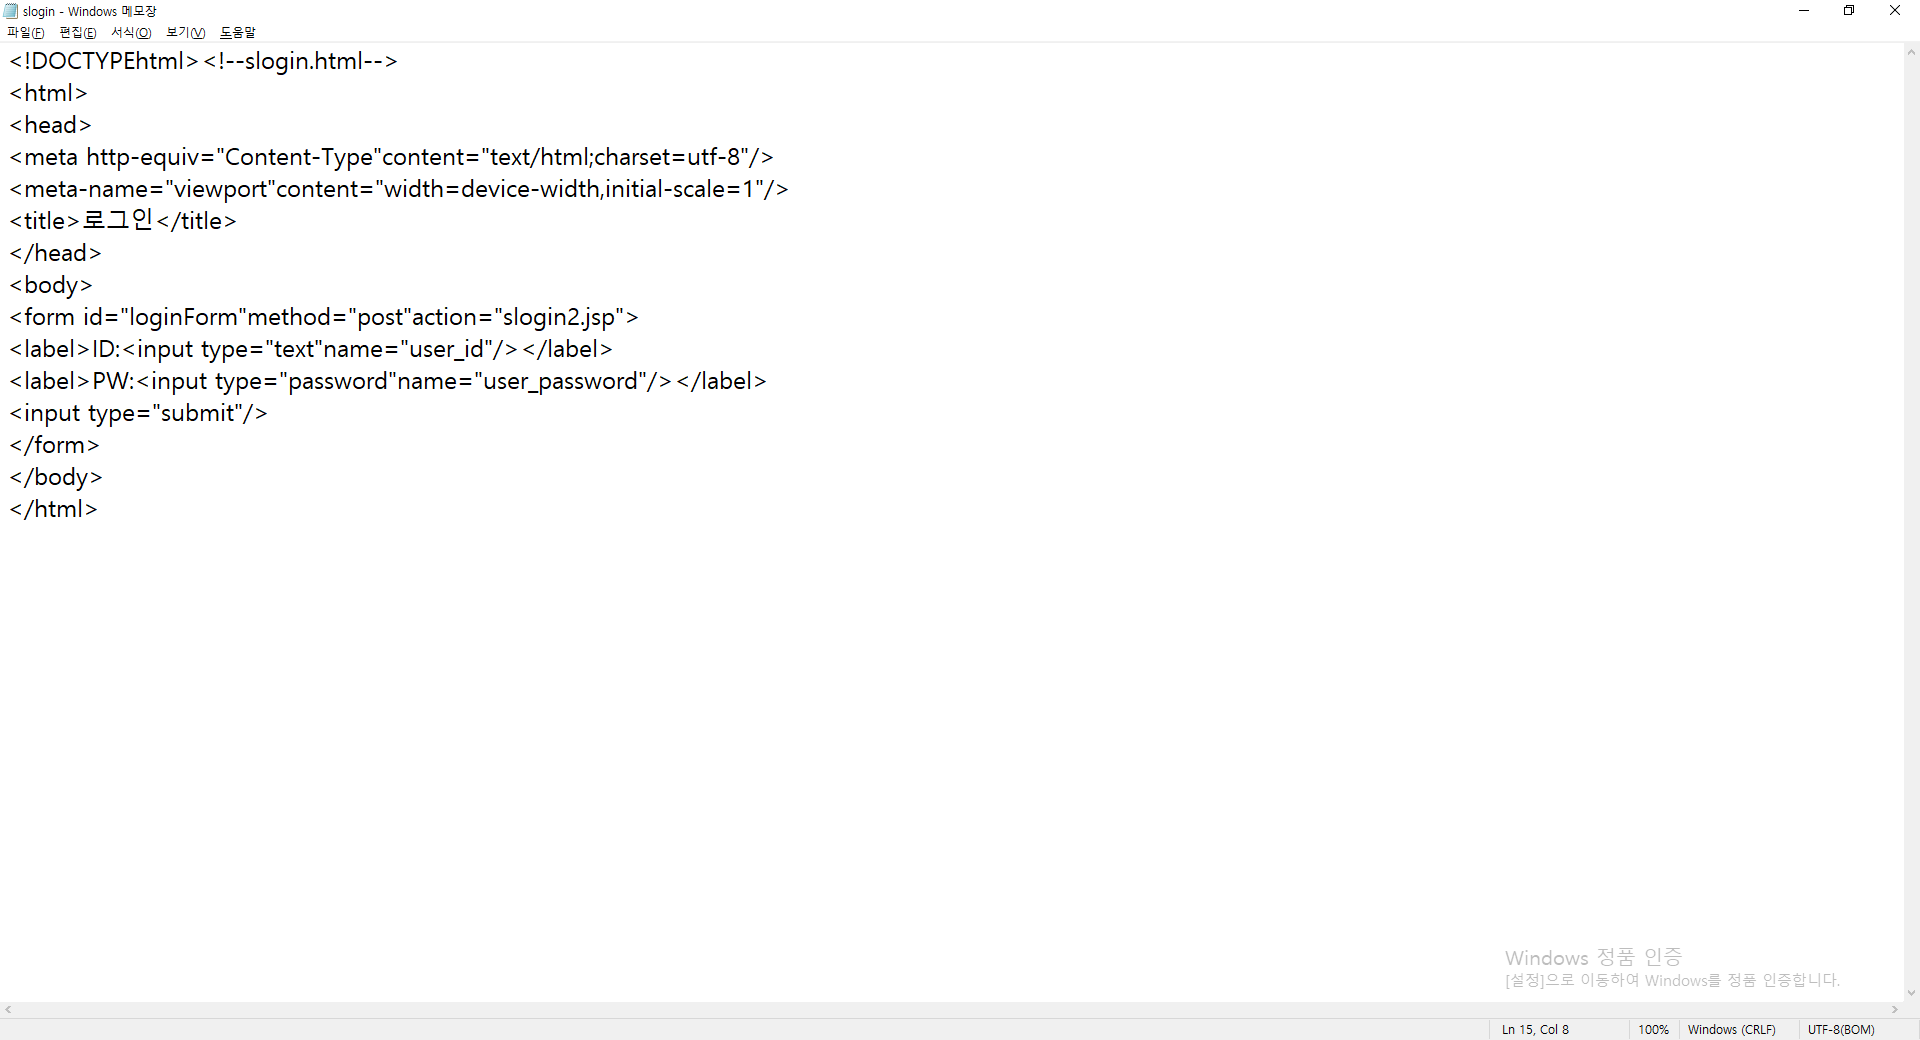 slogin - Windows 메모장
파일(F) 편집(E) 서식(O) 보기(V) 도움말
<!DOCTYPEhtml><!--slogin.html-->
<html>
<head>
<meta http-equiv="Content-Type"content="text/html;charset=utf-8"/>
<meta-name="viewport"content="width=device-width,initial-scale=1"/>
<title>로그인</title>
</head>
<body>
<form id="loginForm"method="post"action="slogin2.jsp">
<label>ID:<input type="text"name="user_id"/></label>
<label>PW:<input type="password"name="user_password"/></label>
<input type="submit"/>
</form>
</body>
</html>
Windows 정품 인증
[설정]으로 이동하여 Windows를 정품 인증합니다.
Ln 15, Col 8 100% Windows (CRLF) UTF-8(BOM)